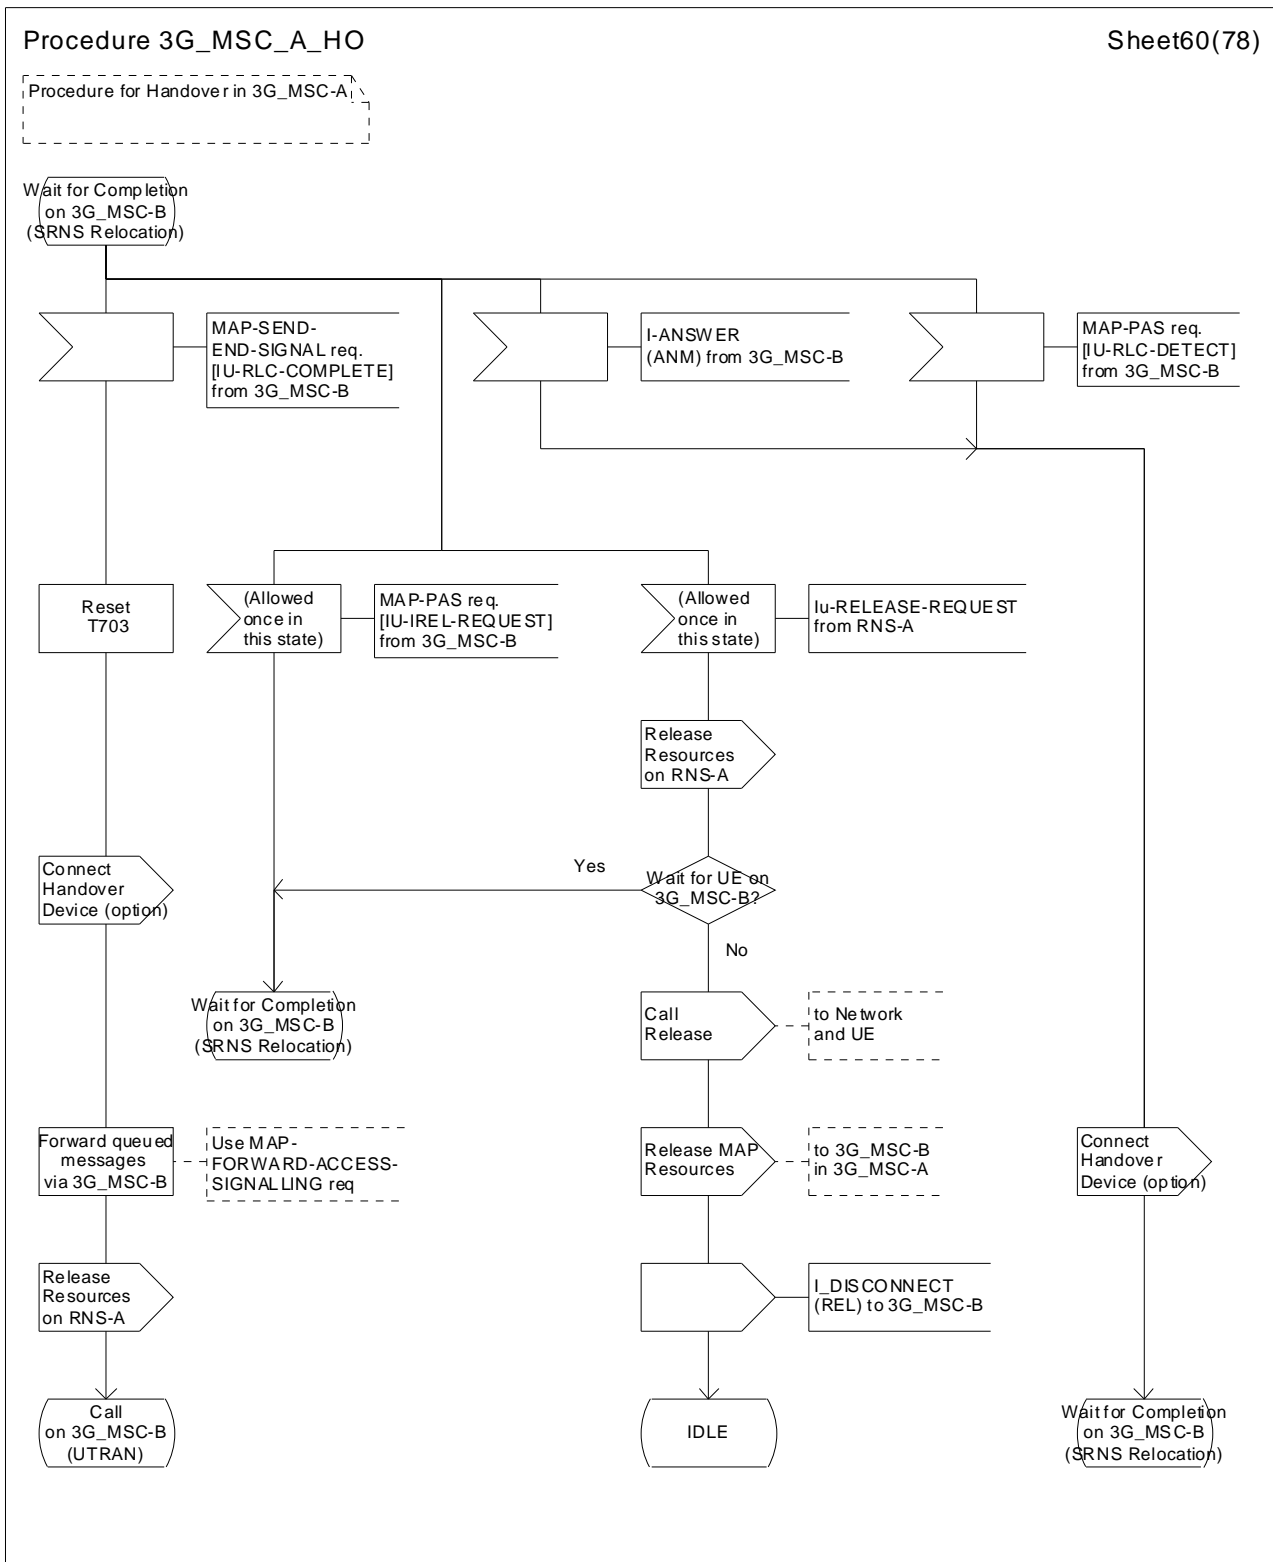 Procedure 3G_MSC_A_HO
Sheet60(78)
Procedure for Handover in 3G_MSC-A
Wait for Completion
on 3G_MSC-B
(SRNS Relocation)
MAP-SEND-
END-SIGNAL req.
[IU-RLC-COMPLETE]
from 3G_MSC-B
I-ANSWER
(ANM) from 3G_MSC-B
MAP-PAS req.
[IU-RLC-DETECT]
from 3G_MSC-B
Reset
T703
(Allowed
once in
this state)
MAP-PAS req.
[IU-IREL-REQUEST]
from 3G_MSC-B
(Allowed
once in
this state)
Iu-RELEASE-REQUEST
from RNS-A
Release
Resources
on RNS-A
Connect
Handover
Device (option)
Yes
Wait for UE on
3G_MSC-B?
No
Wait for Completion
on 3G_MSC-B
(SRNS Relocation)
Call
Release
to Network
and UE
Forward queued
messages
via 3G_MSC-B
Use MAP-
FORWARD-ACCESS-
SIGNALLING req
Release MAP
Resources
to 3G_MSC-B
in 3G_MSC-A
Connect
Handover
Device (option)
Release
Resources
on RNS-A
I_DISCONNECT
(REL) to 3G_MSC-B
Call
on 3G_MSC-B
(UTRAN)
IDLE
Wait for Completion
on 3G_MSC-B
(SRNS Relocation)